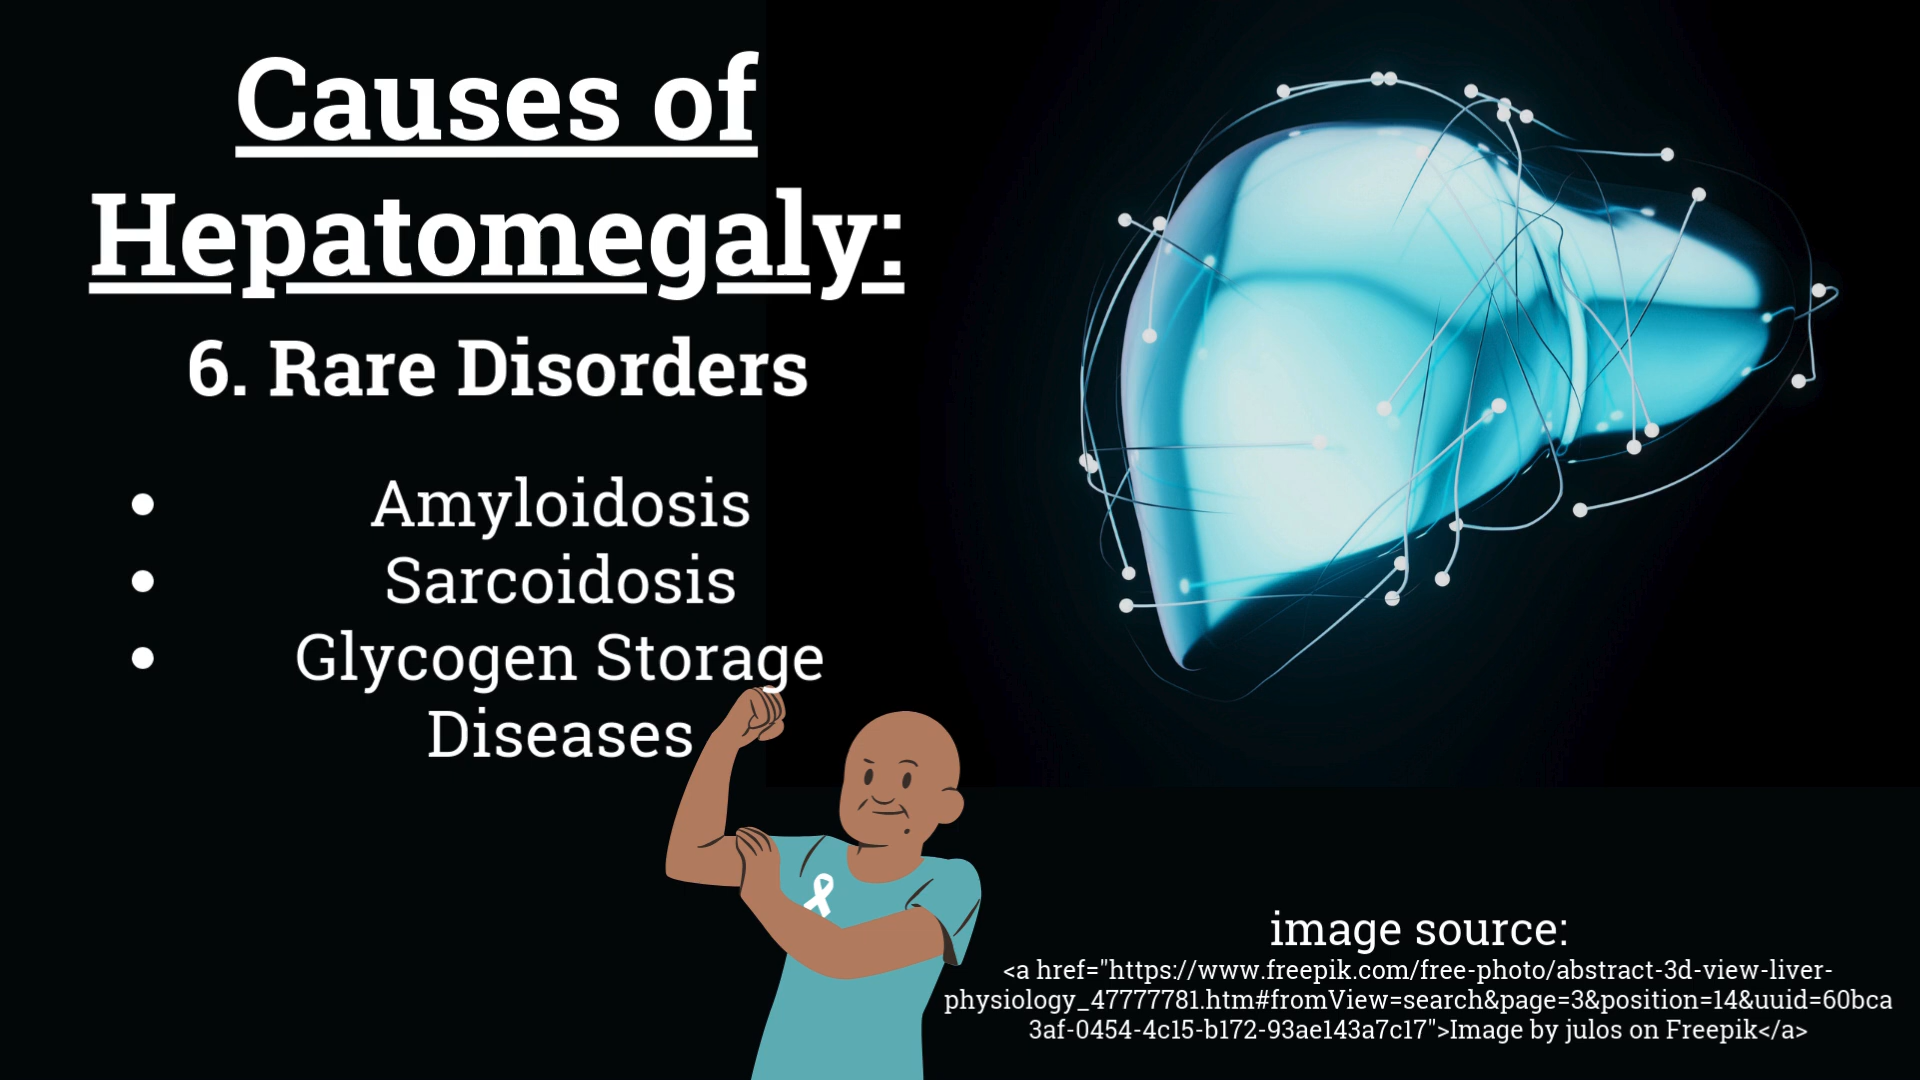 Causes of
Hepatomegaly:
6. Rare Disorders
• Amyloidosis
• Sarcoidosis
• Glycogen Storage
Diseases
image source:
<a href="https://www.freepik.com/free-photo/abstract-3d-view-liver-
physiology_47777781.htm#fromView=search&page=3&position=14&uuid=60bca
3af-0454-4c15-b172-93ae143a7c17">Image by julos on Freepik</a>